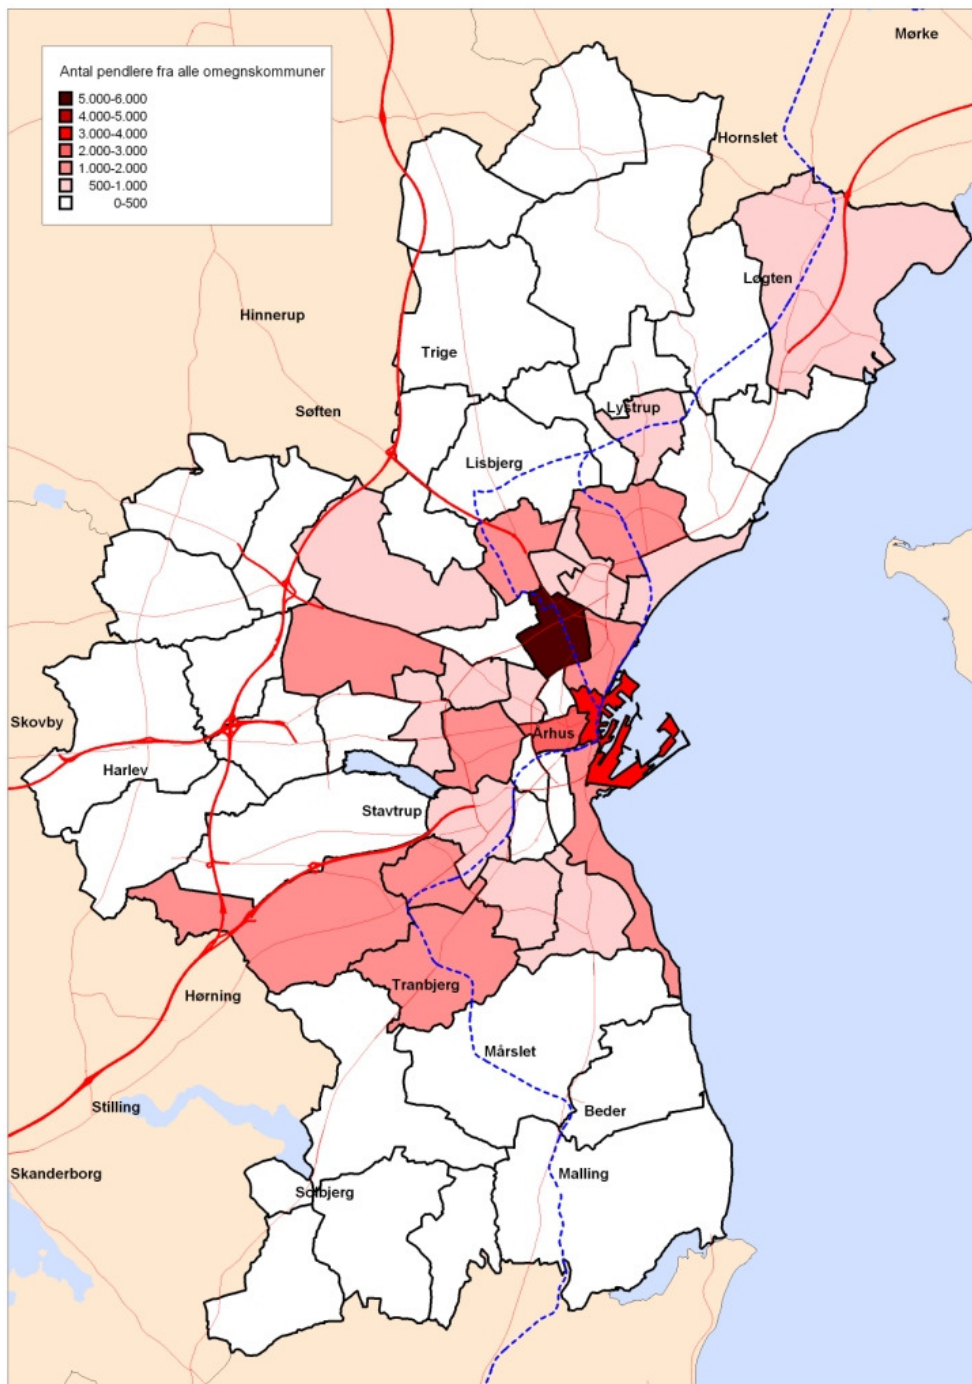 Mørke
Antal pendlere fra alle omegnskommuner
5.000-6.000
4.000-5.000
3.000-4.000
2.000-3.000
1.000-2.000
500-1.000
0-500
Hornslet
Løgten
Hinnerup
Trige
Søften
Lystrup
Lisbjerg
Skovby
Århus
Harlev
Stavtrup
Tranbjerg
Hørning
Mårslet
Stilling
Beder
Skanderborg
Malling
Solbjerg